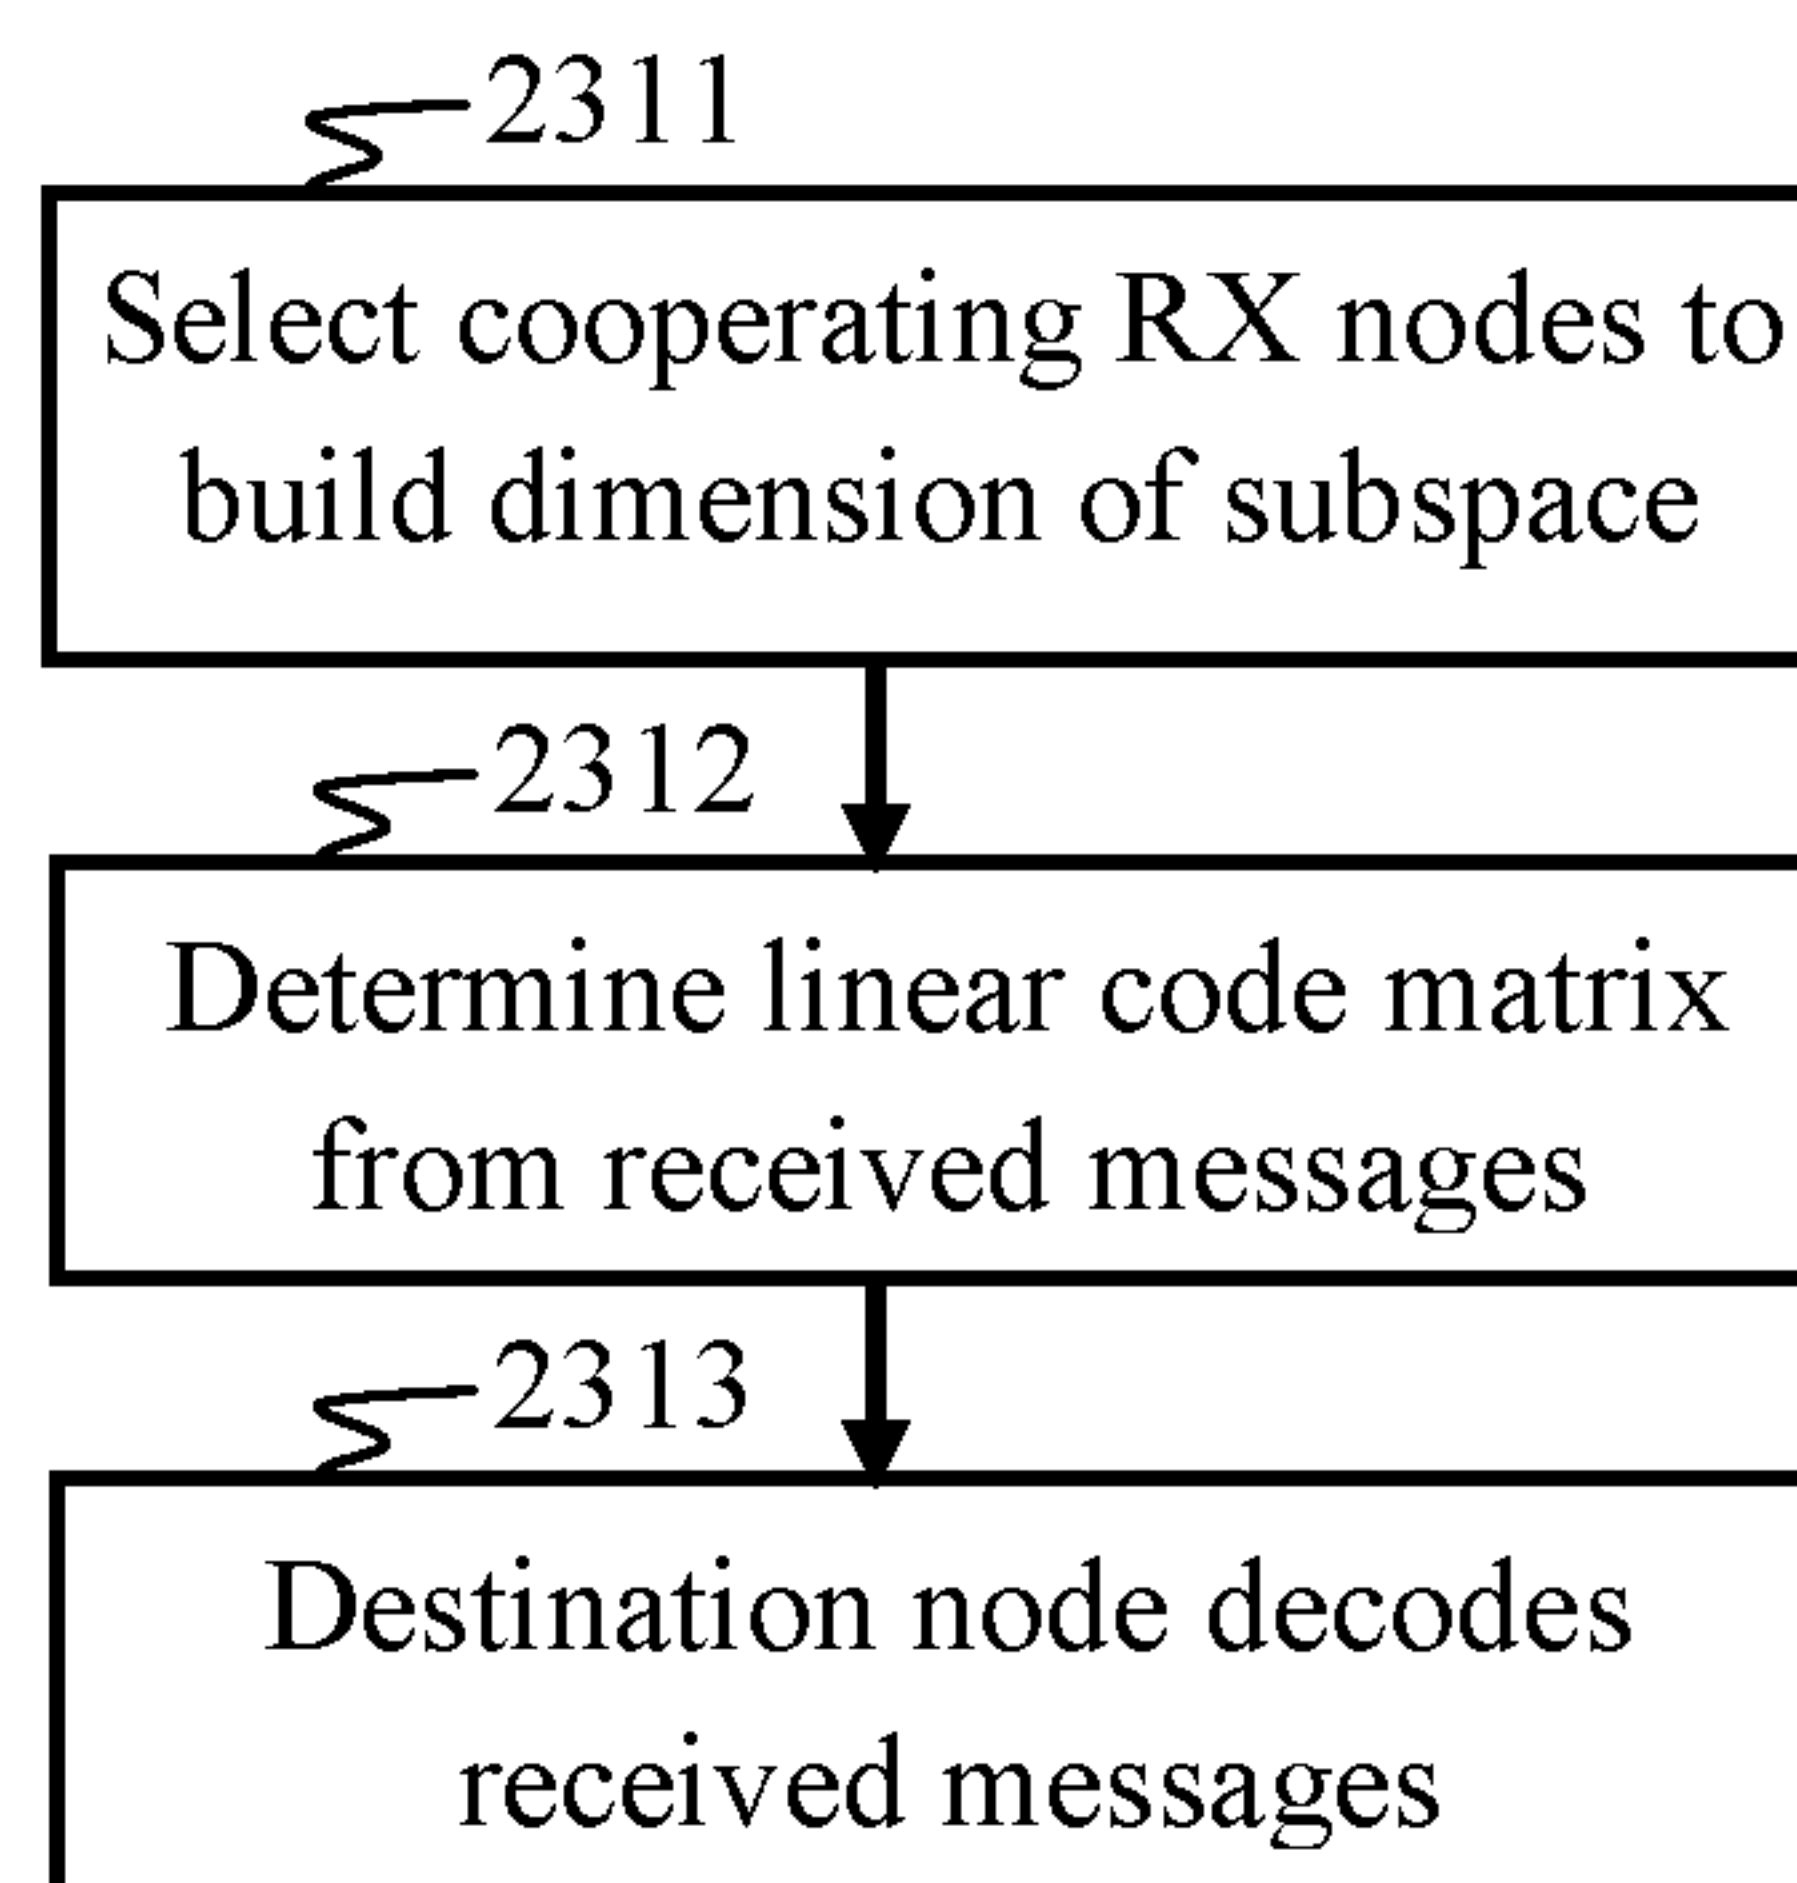 2311
Select cooperating RX nodes to
build dimension of subspace
2312
Determine linear code matrix
from received messages
2313
Destination node decodes
received messages